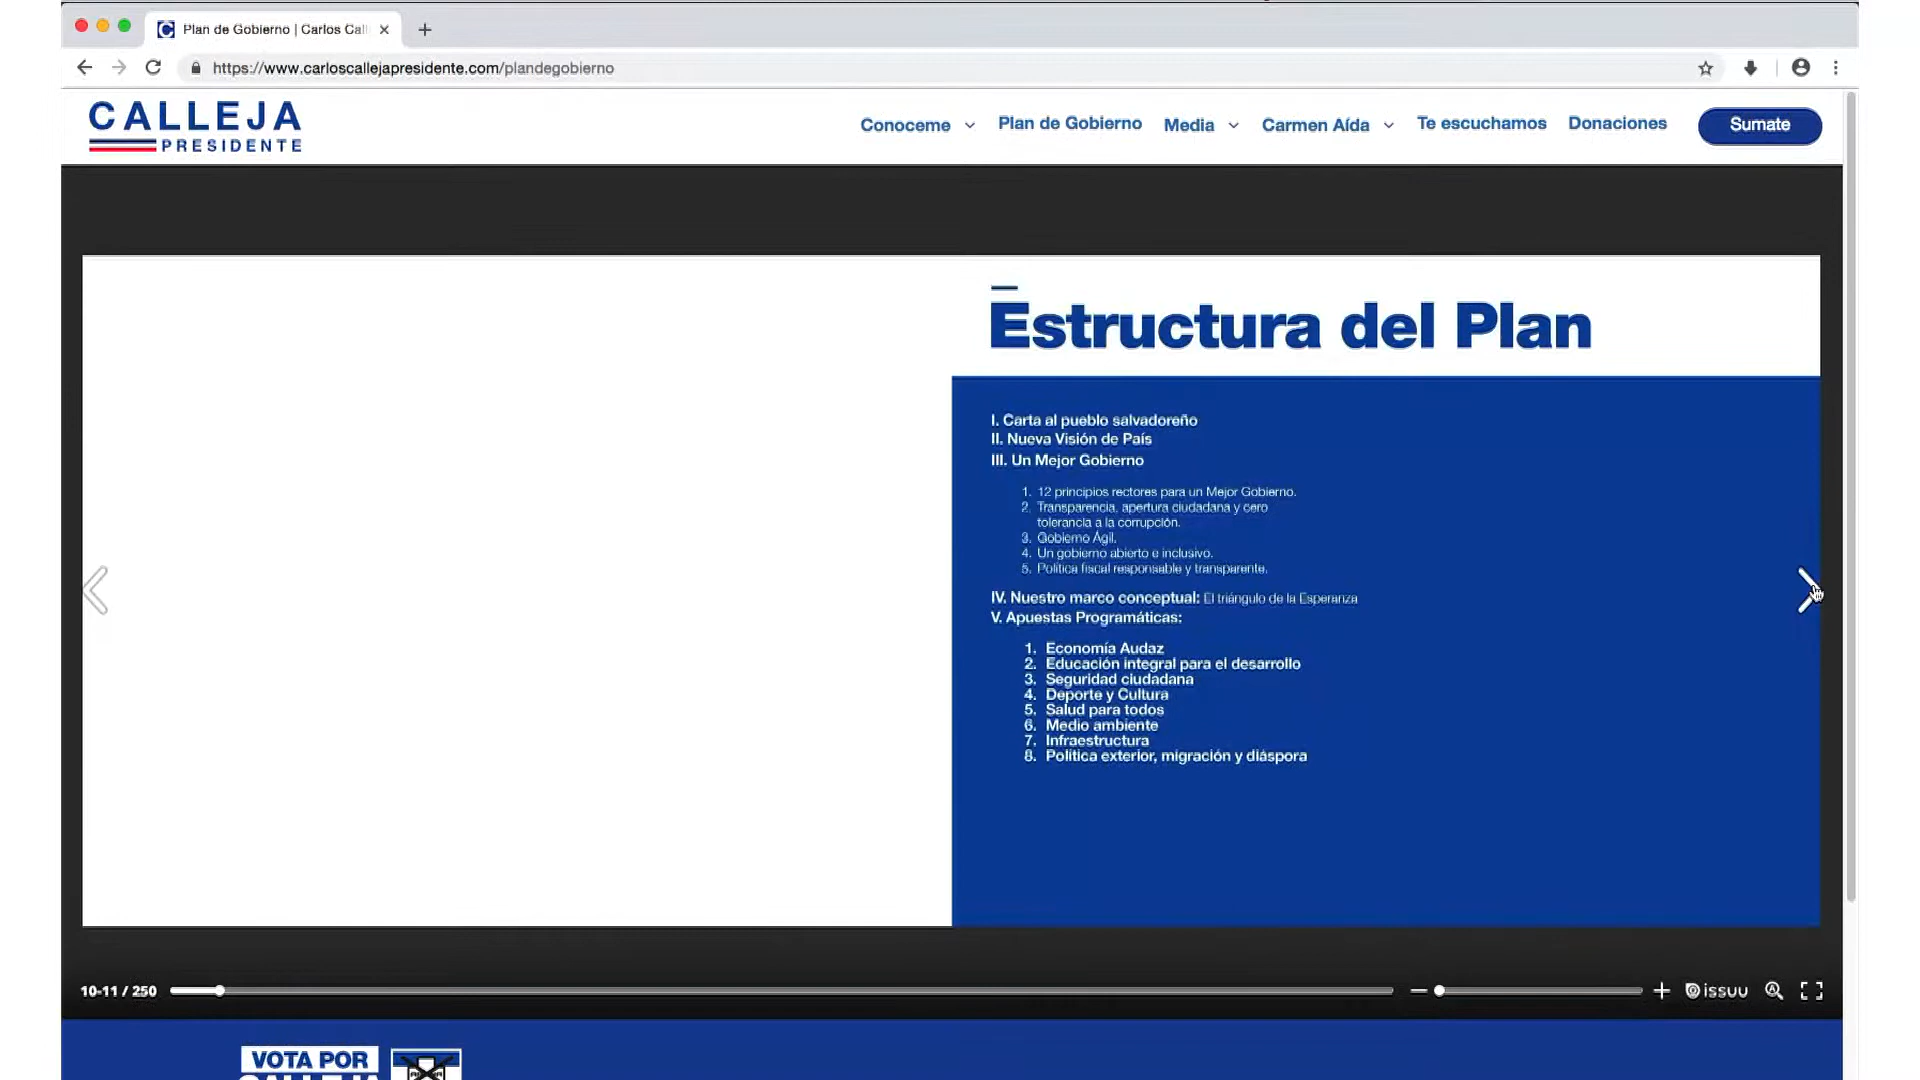 Plan de Gobierno | Carlos Cal
https://www.carloscallejapresidente.com/plandegobierno
CALLEJA
PRESIDENTE
Conoceme
Plan de Gobierno
Media
Carmen Aída
Te escuchamos
Donaciones
Sumate
Estructura del Plan
I. Carta al pueblo salvadoreño
II. Nueva Visión de País
III. Un Mejor Gobierno
1. 12 principios rectores para un Mejor Gobierno.
2. Transparencia, apertura ciudadana y cero
tolerancia a la corrupción.
3. Gobierno Ágil.
4. Un gobierno abierto e inclusivo.
5. Política fiscal responsable y transparente.
IV. Nuestro marco conceptual: El triángulo de la Esperanza
V. Apuestas Programáticas:
1. Economía Audaz
2. Educación integral para el desarrollo
3. Seguridad ciudadana
4. Deporte y Cultura
5. Salud para todos
6. Medio ambiente
7. Infraestructura
8. Política exterior, migración y diáspora
10-11 / 250
issuu
VOTA POR
CALLEJA